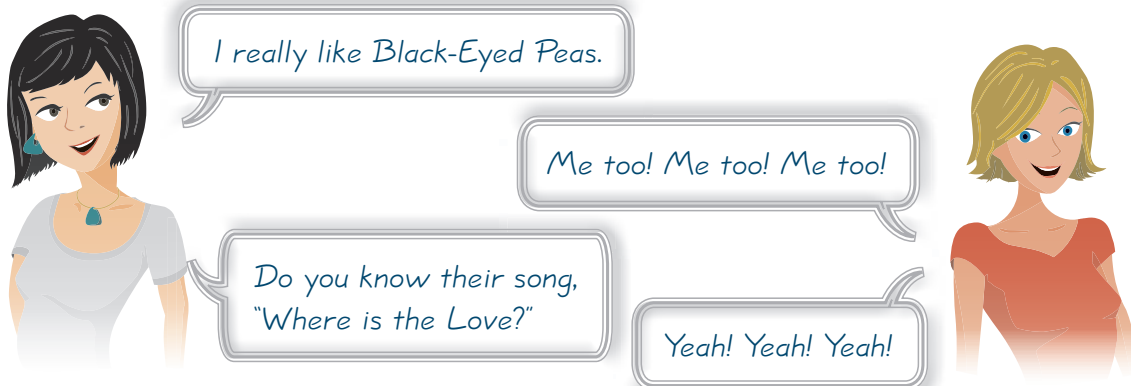 I really like Black-Eyed Peas.
Me too! Me too! Me too!
Do you know their song,
“Where is the Love?”
Yeah! Yeah! Yeah!